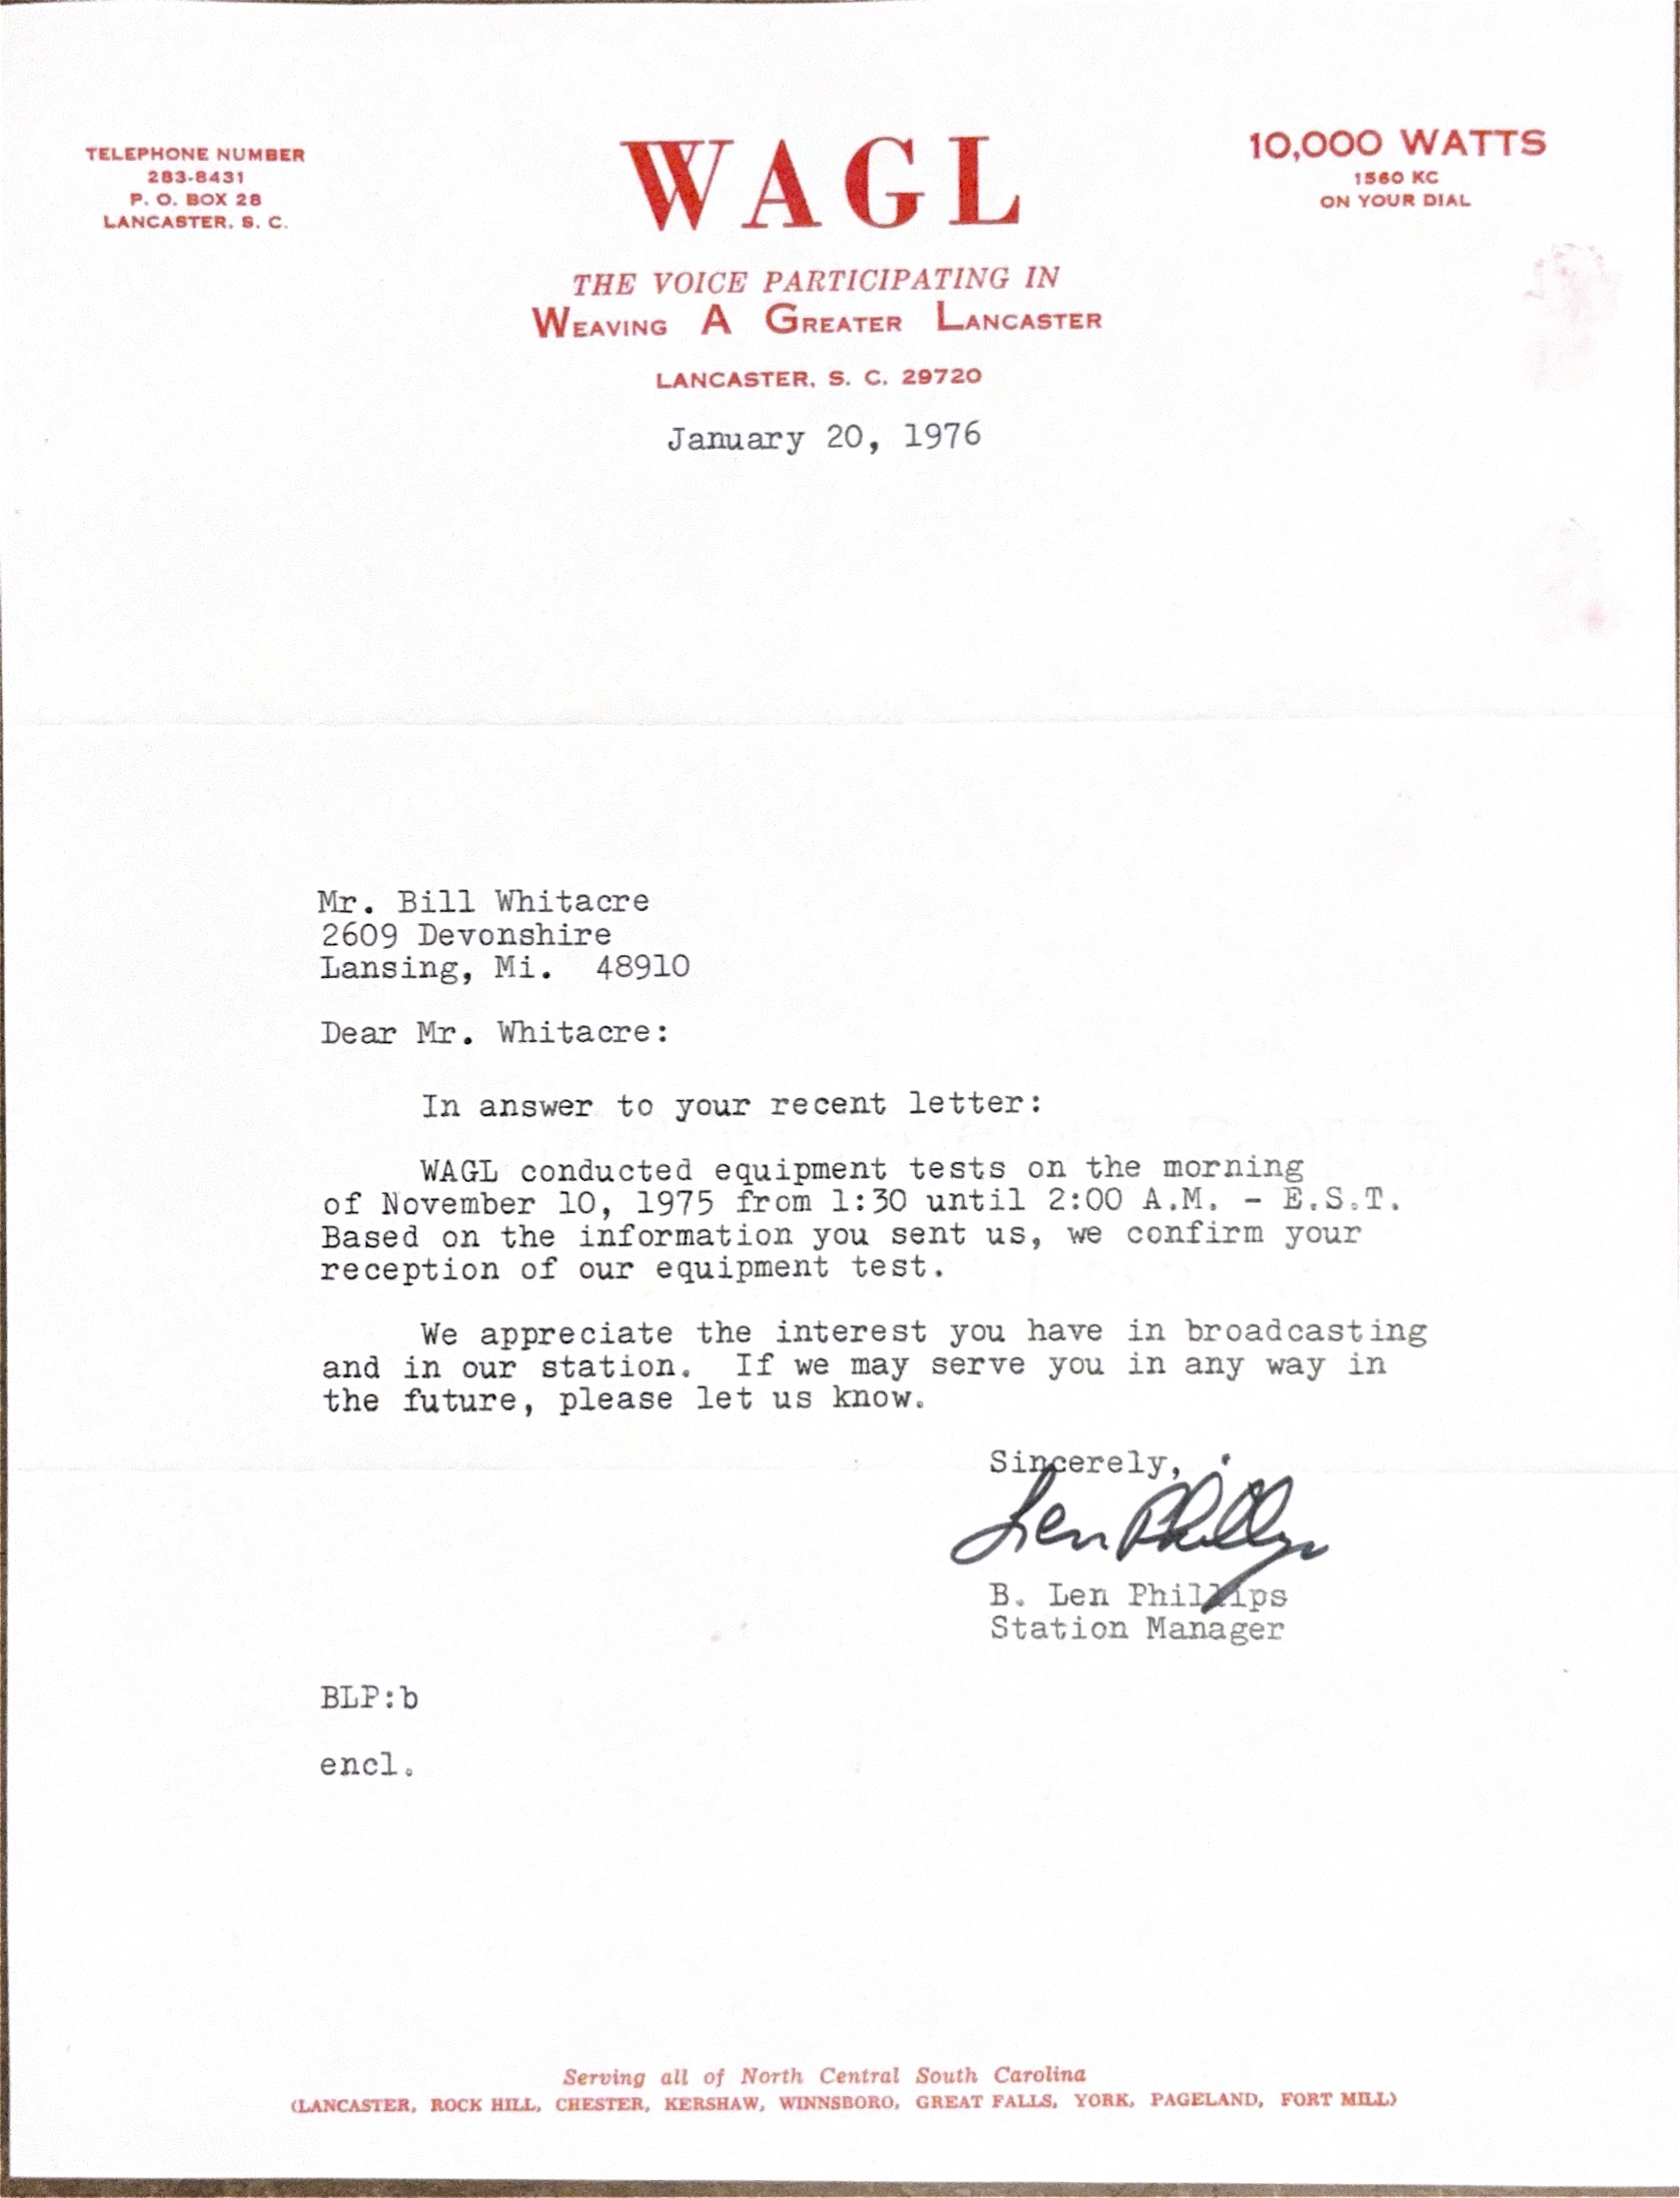 TELEPHONE NUMBER
283-8431
P. O. BOX 28
LANCASTER, S. C.
WAGL
THE VOICE PARTICIPATING IN
WEAVING A GREATER LANCASTER
LANCASTER, S. C. 29720
10,000 WATTS
1560 KC
ON YOUR DIAL
January 20, 1976
Mr. Bill Whitacre
2609 Devonshire
Lansing, Mi. 48910
Dear Mr. Whitacre:
In answer to your recent letter:
WAGL conducted equipment tests on the morning
of November 10, 1975 from 1:30 until 2:00 A.M. - E.S.T.
Based on the information you sent us, we confirm your
reception of our equipment test.
We appreciate the interest you have in broadcasting
and in our station. If we may serve you in any way in
the future, please let us know.
Sincerely,
Len Phillips
B. Len Phillips
Station Manager
BLP:b
encl.
Serving all of North Central South Carolina
(LANCASTER, ROCK HILL, CHESTER, KERSHAW, WINNSBORO, GREAT FALLS, YORK, PAGELAND, FORT MILL)